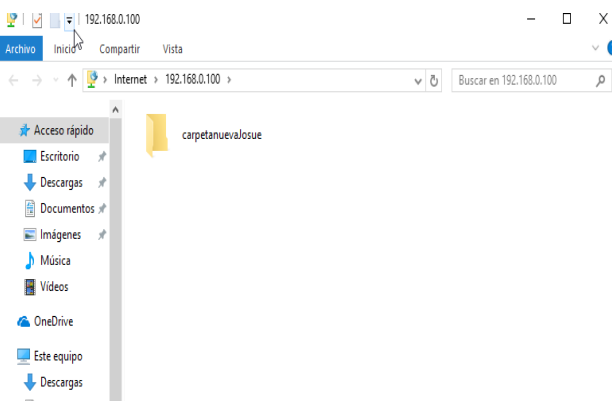 192.168.0.100
Archivo Inicio Compartir Vista
Internet 192.168.0.100 Buscar en 192.168.0.100
Acceso rápido
Escritorio
Descargas
Documentos
Imágenes
Música
Vídeos
OneDrive
Este equipo
Descargas
carpetanuevaJosue